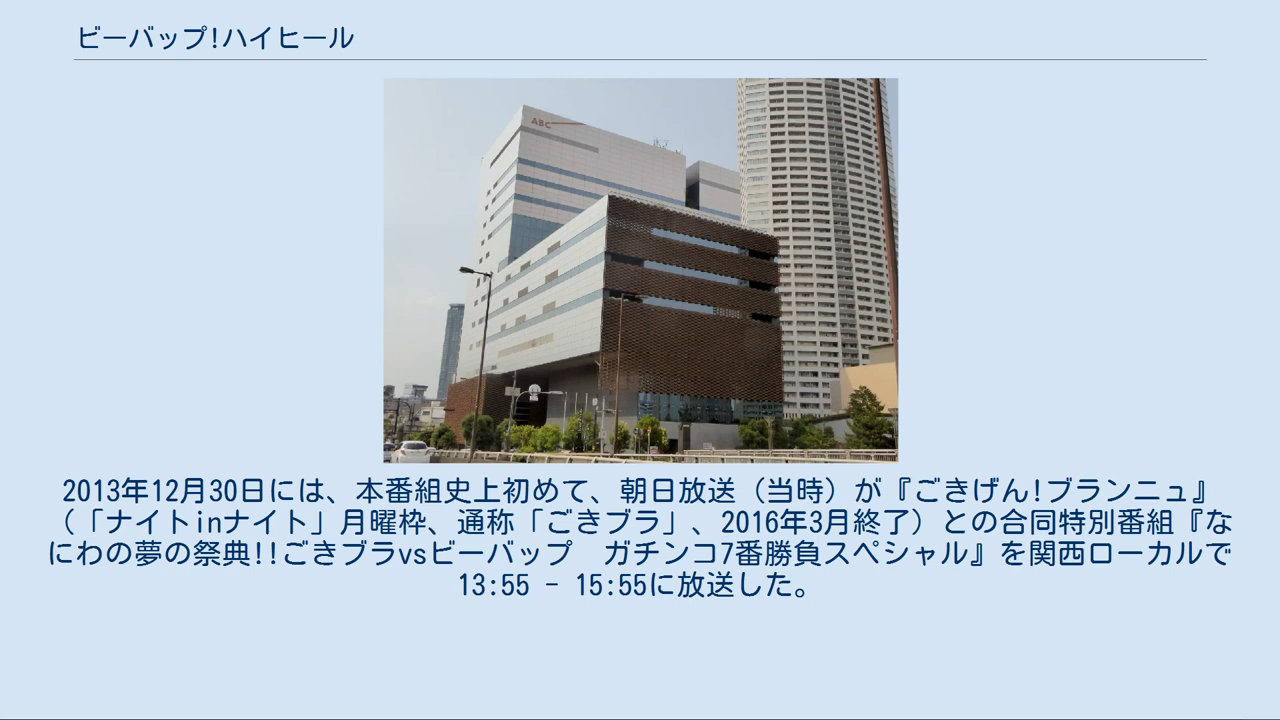 ビーバップ!ハイヒール
ABC
2013年12月30日には、本番組史上初めて、朝日放送（当時）が『ごきげん!ブランニュ』
（「ナイトinナイト」月曜枠、通称「ごきブラ」、2016年3月終了）との合同特別番組『な
にわの夢の祭典!!ごきブラvsビーバップ　ガチンコ7番勝負スペシャル』を関西ローカルで
13:55 - 15:55に放送した。